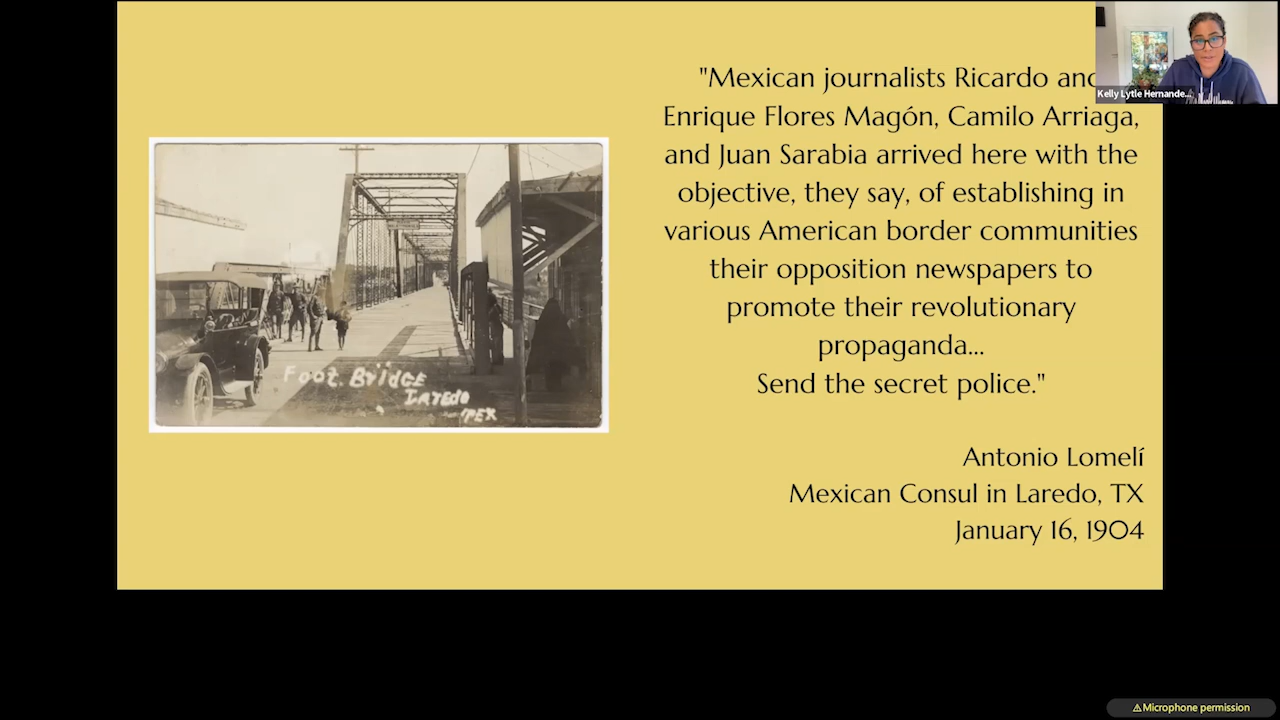 "Mexican journalists Ricardo and
Enrique Flores Magón, Camilo Arriaga,
and Juan Sarabia arrived here with the
objective, they say, of establishing in
various American border communities
their opposition newspapers to
promote their revolutionary
propaganda...
Send the secret police."
Antonio Lomelí
Mexican Consul in Laredo, TX
January 16, 1904
Foot. Bridge
Laredo
Tex
Kelly Lytle Hernande...
⚠Microphone permission